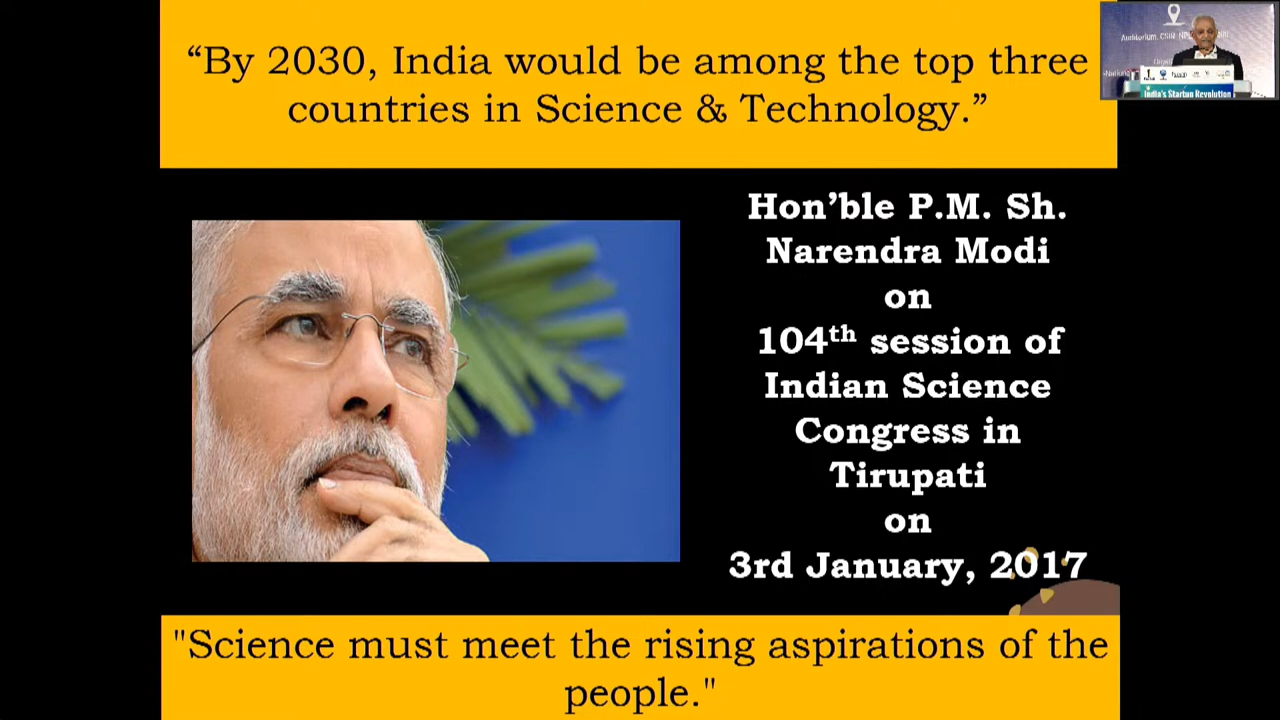 “By 2030, India would be among the top three
countries in Science & Technology.”
Hon’ble P.M. Sh.
Narendra Modi
on
104th session of
Indian Science
Congress in
Tirupati
on
3rd January, 2017
"Science must meet the rising aspirations of the
people."
Auditorium, CSIR
India's Startup Revolution